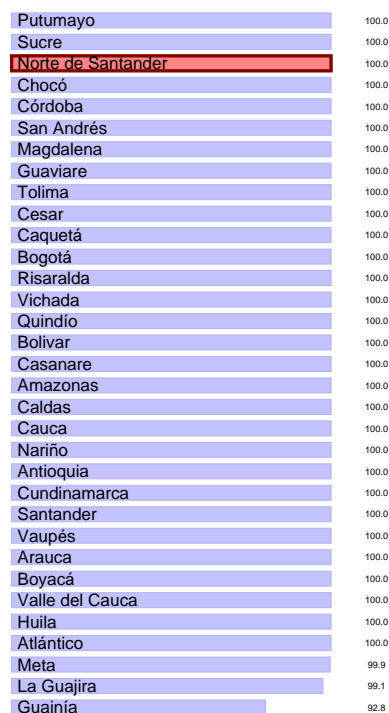 Putumayo 100.0
Sucre 100.0
Norte de Santander 100.0
Chocó 100.0
Córdoba 100.0
San Andrés 100.0
Magdalena 100.0
Guaviare 100.0
Tolima 100.0
Cesar 100.0
Caquetá 100.0
Bogotá 100.0
Risaralda 100.0
Vichada 100.0
Quindío 100.0
Bolivar 100.0
Casanare 100.0
Amazonas 100.0
Caldas 100.0
Cauca 100.0
Nariño 100.0
Antioquia 100.0
Cundinamarca 100.0
Santander 100.0
Vaupés 100.0
Arauca 100.0
Boyacá 100.0
Valle del Cauca 100.0
Huila 100.0
Atlántico 100.0
Meta 99.9
La Guajira 99.1
Guainía 92.8